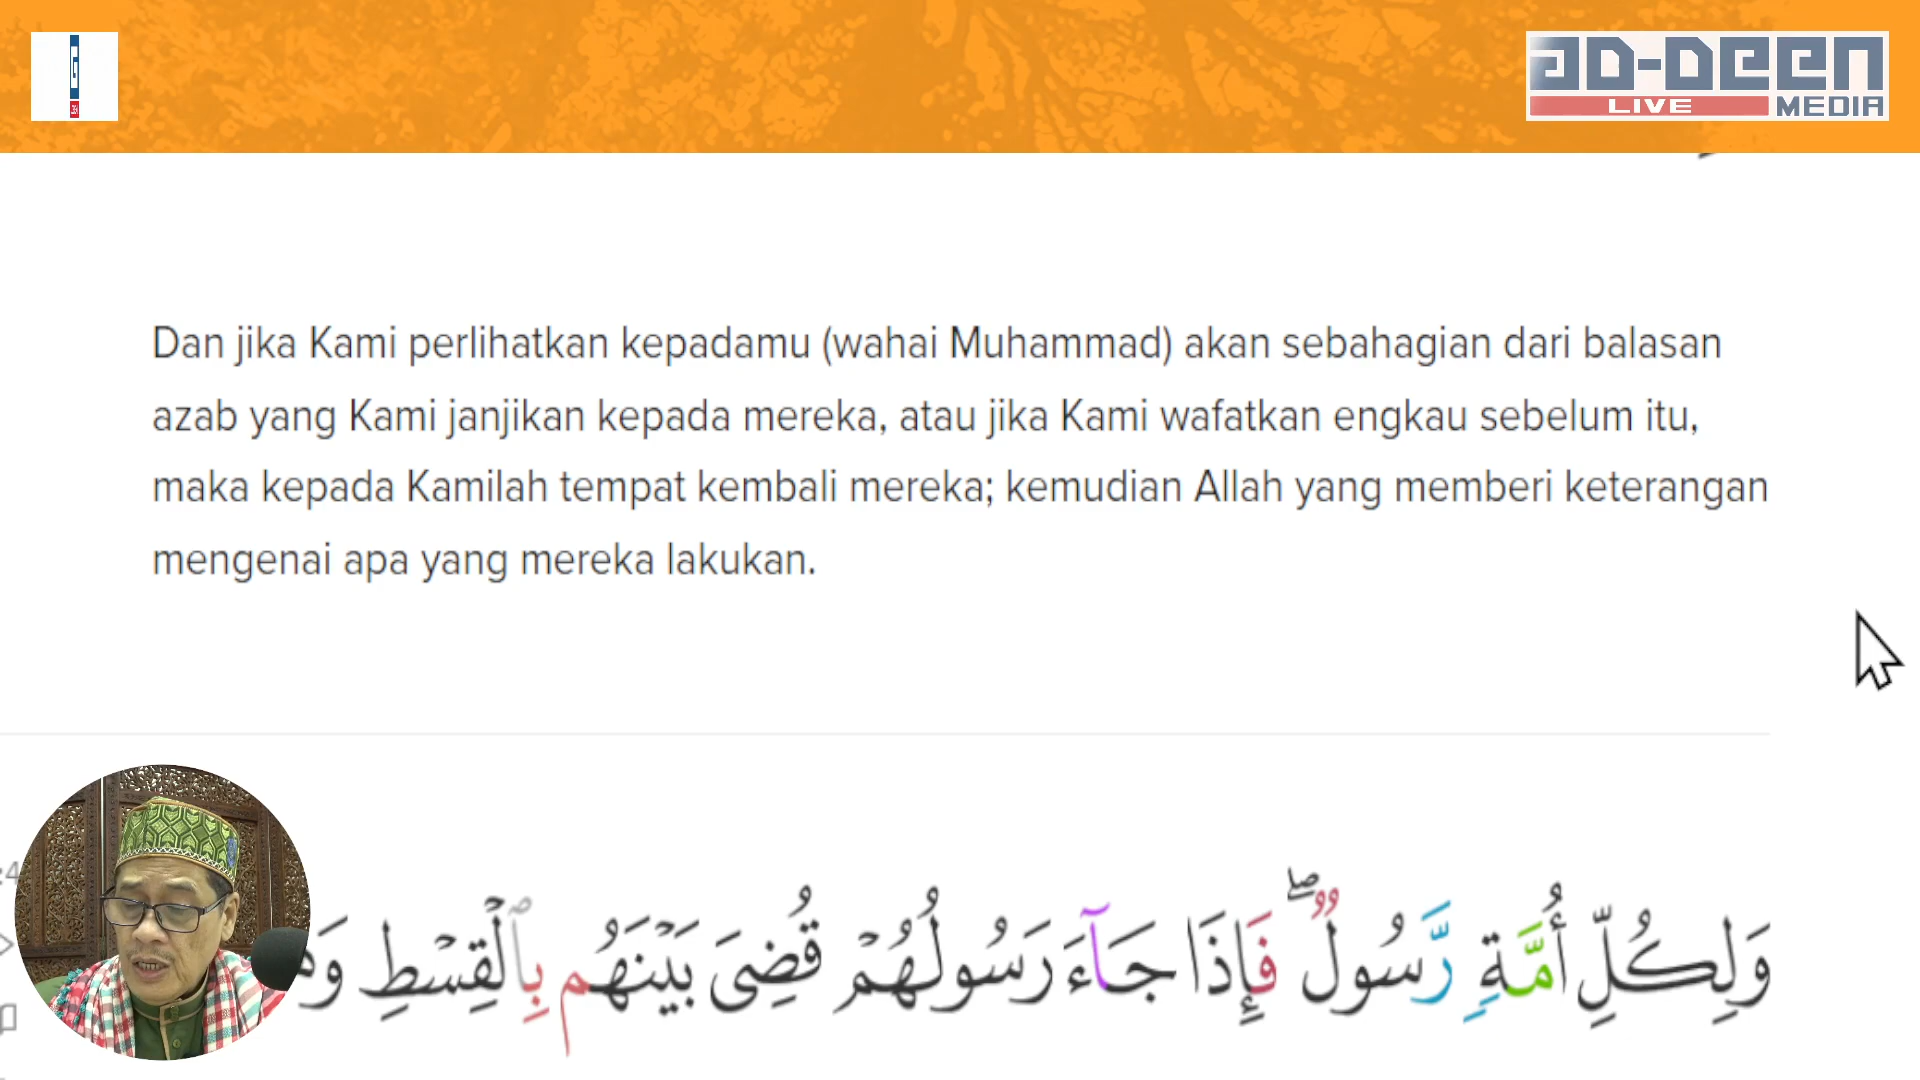 AD-DEEN
LIVE MEDIA
Dan jika Kami perlihatkan kepadamu (wahai Muhammad) akan sebahagian dari balasan
azab yang Kami janjikan kepada mereka, atau jika Kami wafatkan engkau sebelum itu,
maka kepada Kamilah tempat kembali mereka; kemudian Allah yang memberi keterangan
mengenai apa yang mereka lakukan.
وَلِكُلِّ أُمَّةٍ رَّسُولٌ ۖ فَإِذَا جَآءَ رَسُولُهُمْ قُضِىَ بَيْنَهُم بِٱلْقِسْطِ